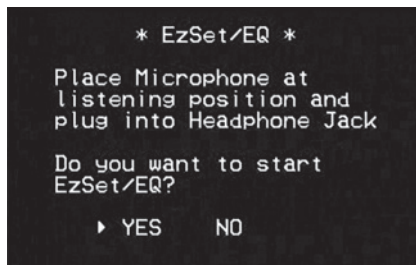 * EzSet/EQ *
Place Microphone at
listening position and
plug into Headphone Jack
Do you want to start
EzSet/EQ?
▸ YES NO